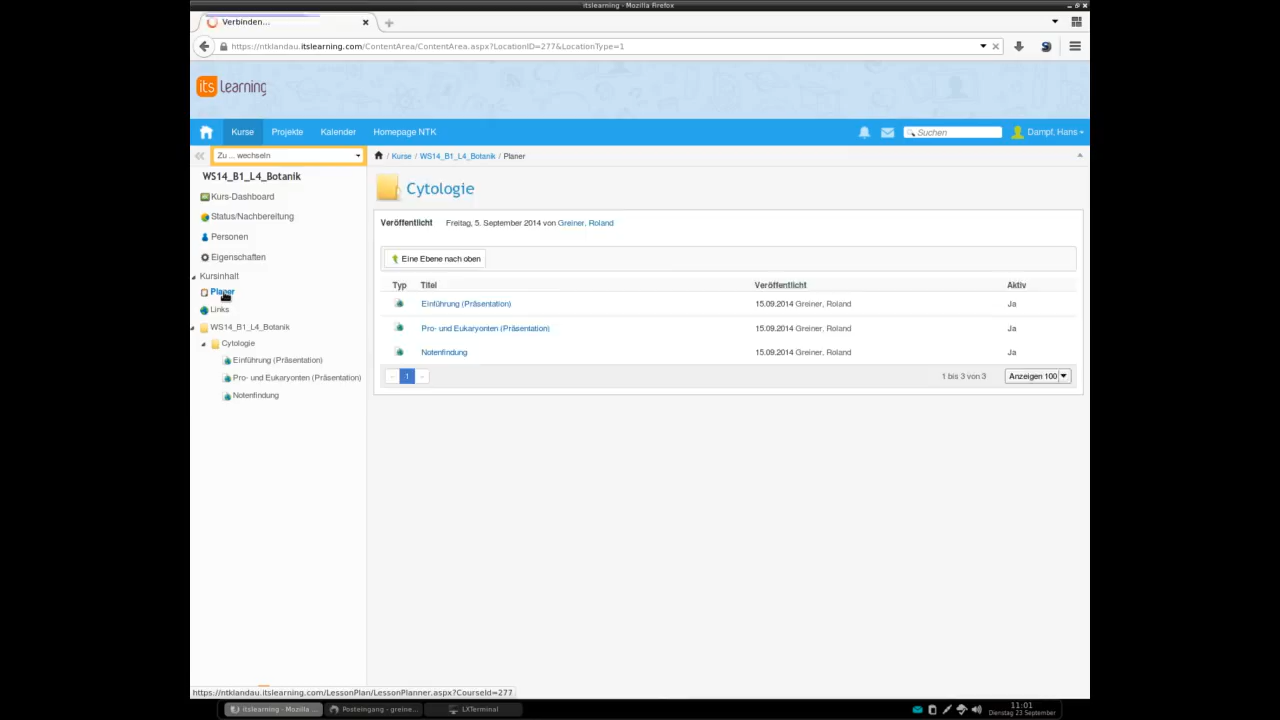 itslearning - Mozilla Firefox
Verbinden...
https://ntklandau.itslearning.com/ContentArea/ContentArea.aspx?LocationID=277&LocationType=1
its Learning
Kurse Projekte Kalender Homepage NTK Suchen Dampf, Hans
Zu ... wechseln
/ Kurse / WS14_B1_L4_Botanik / Planer
WS14_B1_L4_Botanik
Kurs-Dashboard
Status/Nachbereitung
Personen
Eigenschaften
Kursinhalt
Planer
Links
WS14_B1_L4_Botanik
Cytologie
Einführung (Präsentation)
Pro- und Eukaryonten (Präsentation)
Notenfindung
Cytologie
Veröffentlicht Freitag, 5. September 2014 von Greiner, Roland
Eine Ebene nach oben
Typ Titel Veröffentlicht Aktiv
Einführung (Präsentation) 15.09.2014 Greiner, Roland Ja
Pro- und Eukaryonten (Präsentation) 15.09.2014 Greiner, Roland Ja
Notenfindung 15.09.2014 Greiner, Roland Ja
1 1 bis 3 von 3 Anzeigen 100
https://ntklandau.itslearning.com/LessonPlan/LessonPlanner.aspx?CourseId=277
itslearning - Mozilla ... Posteingang - greine... LXTerminal 11:01
Dienstag 23 September